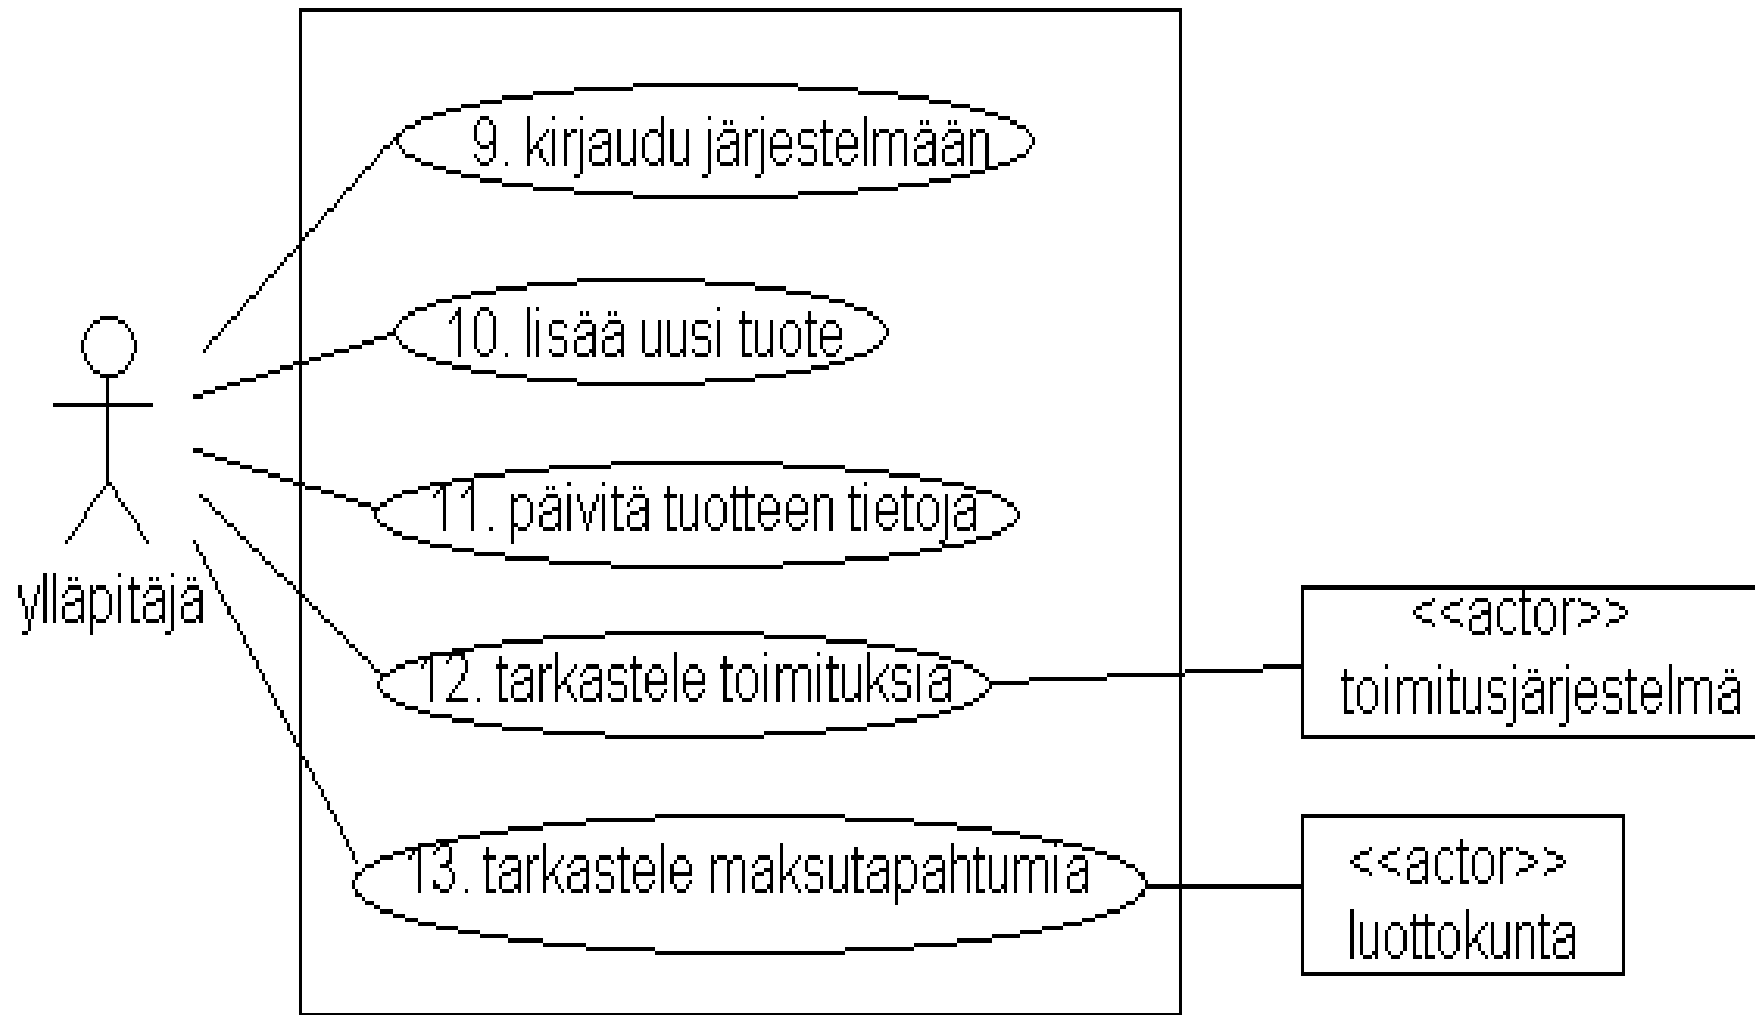 9. kirjaudu järjestelmään
10. lisää uusi tuote
11. päivitä tuotteen tietoja
ylläpitäjä
12. tarkastele toimituksia
<<actor>>
toimitusjärjestelmä
13. tarkastele maksutapahtumia
<<actor>>
luottokunta